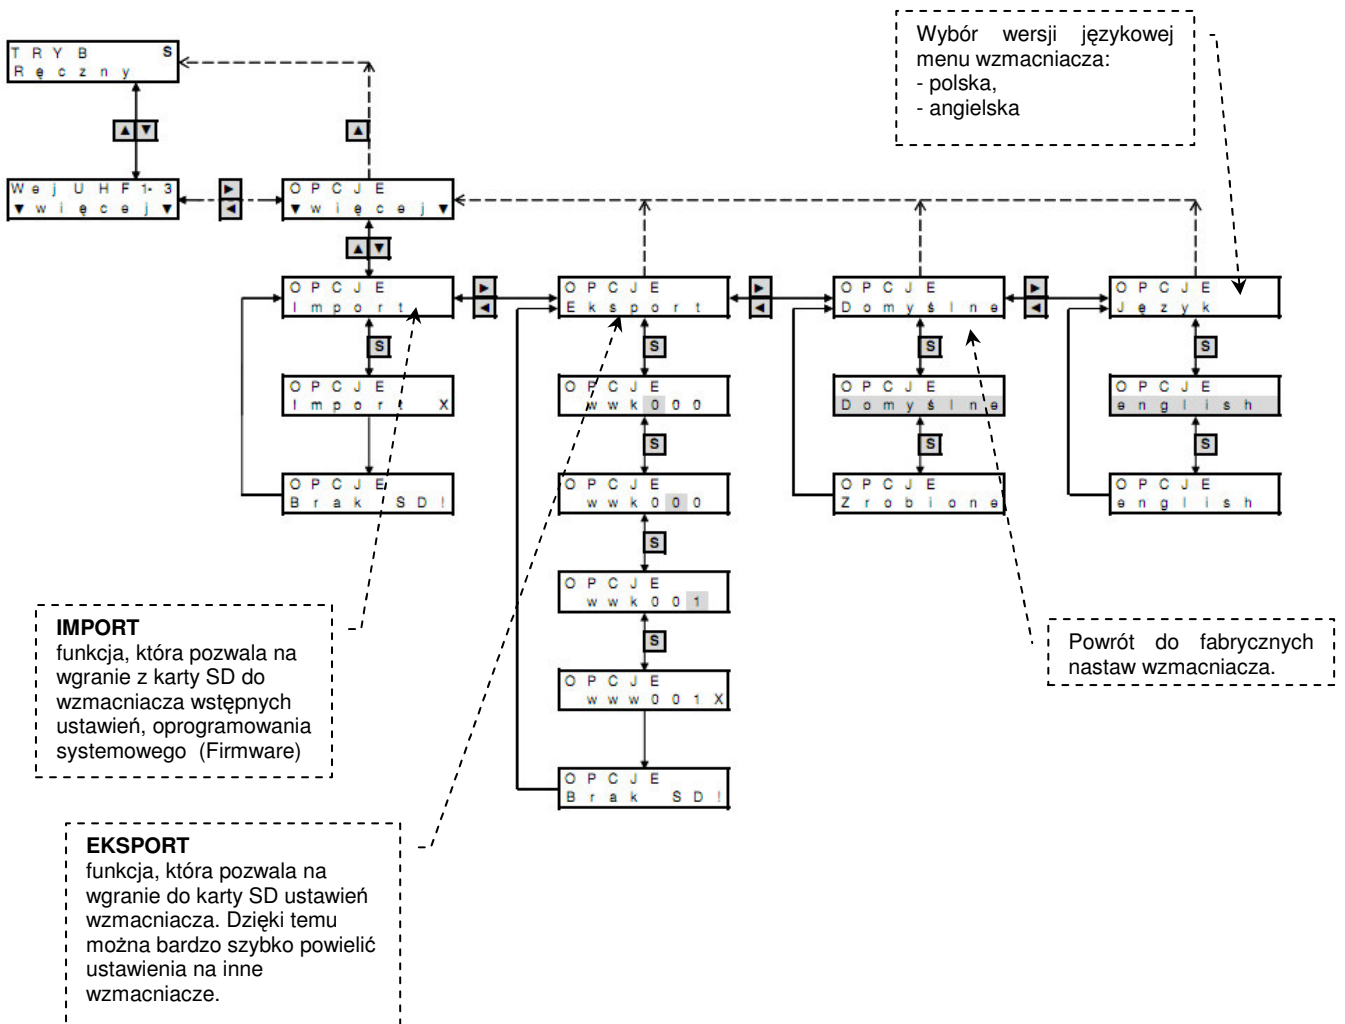 Wybór wersji językowej
menu wzmacniacza:
- polska,
- angielska
TRYB S
Ręczny
▲ ▼
▲
Wej UHF1-3
▼więcej▼
►
◄
OPCJE
▼więcej▼
▲ ▼
OPCJE
Import
►
◄
OPCJE
Eksport
►
◄
OPCJE
Domyślne
►
◄
OPCJE
Język
S
S
S
S
OPCJE
Import X
OPCJE
wwk000
OPCJE
Domyślne
OPCJE
english
S
S
S
OPCJE
Brak SD!
OPCJE
wwk000
OPCJE
Zrobione
OPCJE
english
S
OPCJE
wwk001
S
OPCJE
www001X
OPCJE
Brak SD!
IMPORT
funkcja, która pozwala na
wgranie z karty SD do
wzmacniacza wstępnych
ustawień, oprogramowania
systemowego (Firmware)
Powrót do fabrycznych
nastaw wzmacniacza.
EKSPORT
funkcja, która pozwala na
wgranie do karty SD ustawień
wzmacniacza. Dzięki temu
można bardzo szybko powielić
ustawienia na inne
wzmacniacze.